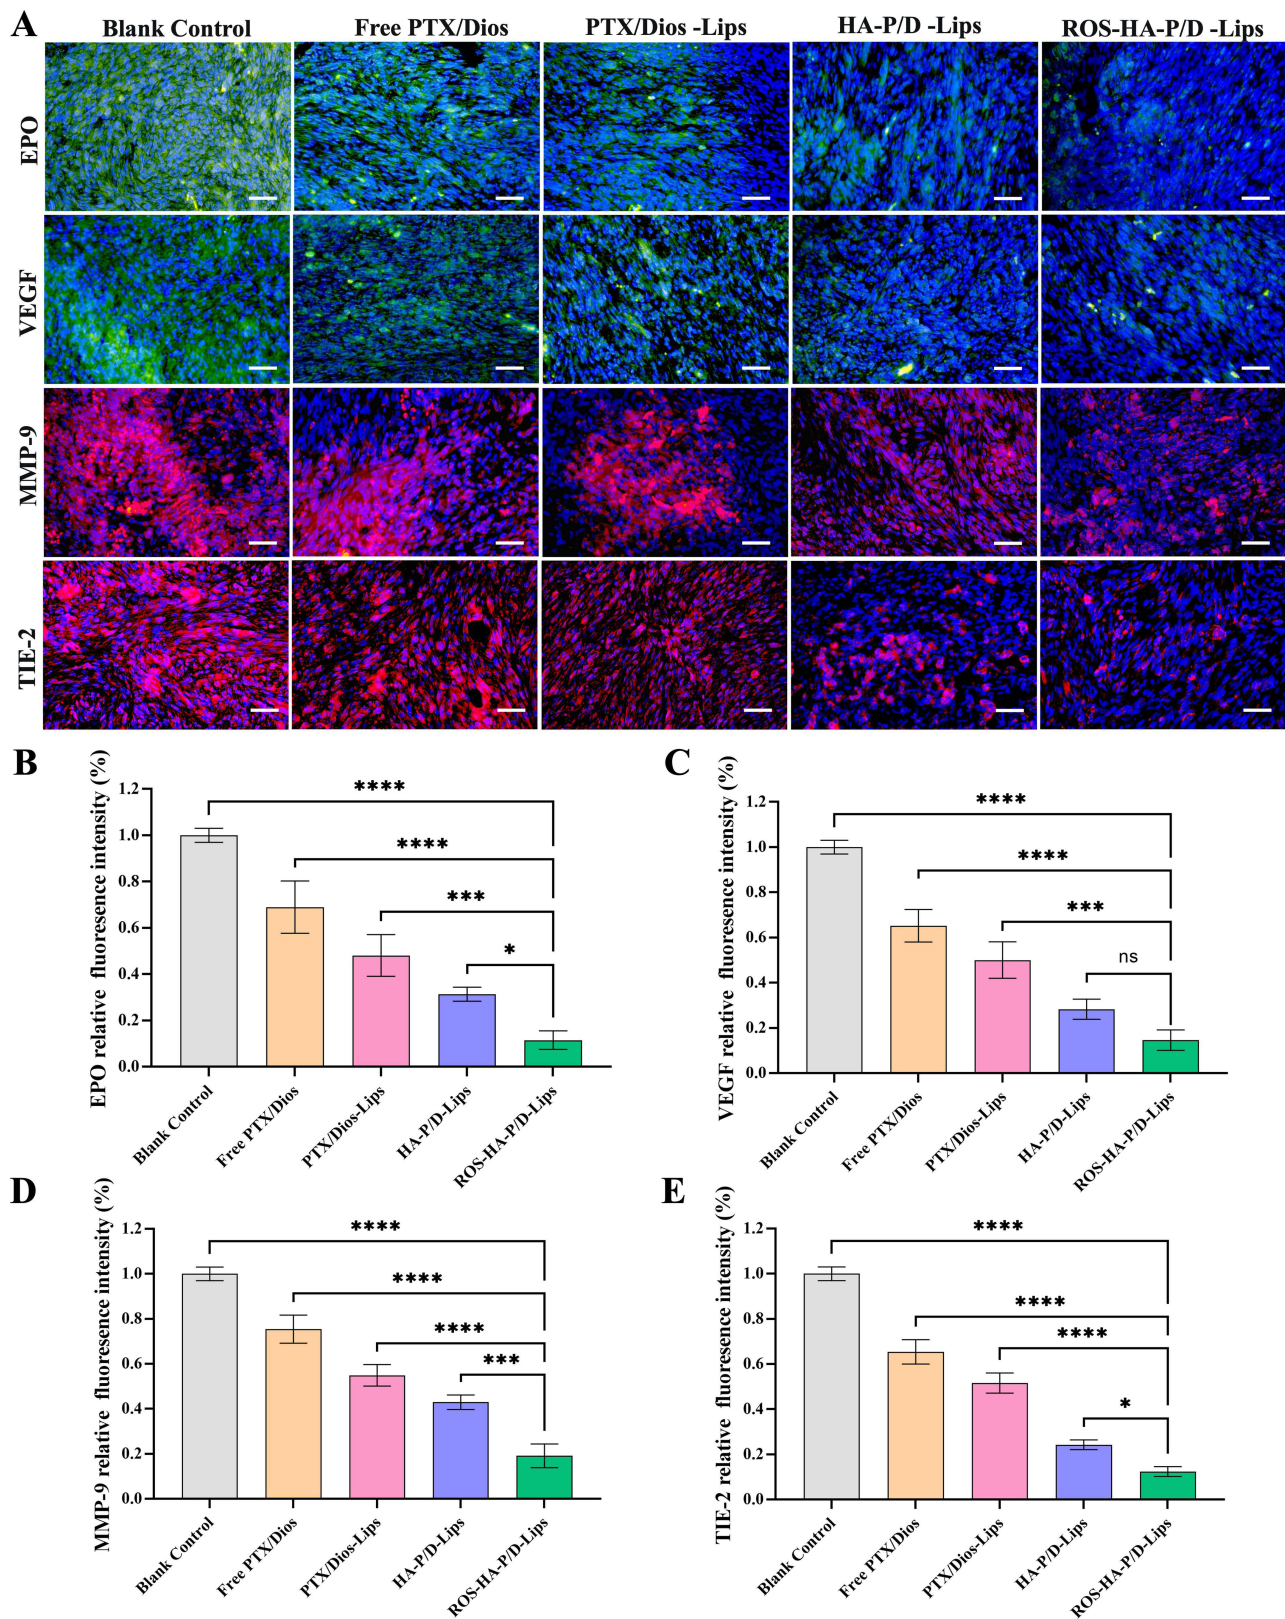 A
Blank Control Free PTX/Dios PTX/Dios -Lips HA-P/D -Lips ROS-HA-P/D -Lips
EPO
VEGF
MMP-9
TIE-2
B
EPO relative fluoresence intensity (%)
1.2
1.0
0.8
0.6
0.4
0.2
0.0
****
****
***
*
Blank Control
Free PTX/Dios
PTX/Dios-Lips
HA-P/D-Lips
ROS-HA-P/D-Lips
C
VEGF relative fluoresence intensity (%)
1.2
1.0
0.8
0.6
0.4
0.2
0.0
****
****
***
ns
Blank Control
Free PTX/Dios
PTX/Dios-Lips
HA-P/D-Lips
ROS-HA-P/D-Lips
D
MMP-9 relative fluoresence intensity (%)
1.2
1.0
0.8
0.6
0.4
0.2
0.0
****
****
****
***
Blank Control
Free PTX/Dios
PTX/Dios-Lips
HA-P/D-Lips
ROS-HA-P/D-Lips
E
TIE-2 relative fluoresence intensity (%)
1.2
1.0
0.8
0.6
0.4
0.2
0.0
****
****
****
*
Blank Control
Free PTX/Dios
PTX/Dios-Lips
HA-P/D-Lips
ROS-HA-P/D-Lips